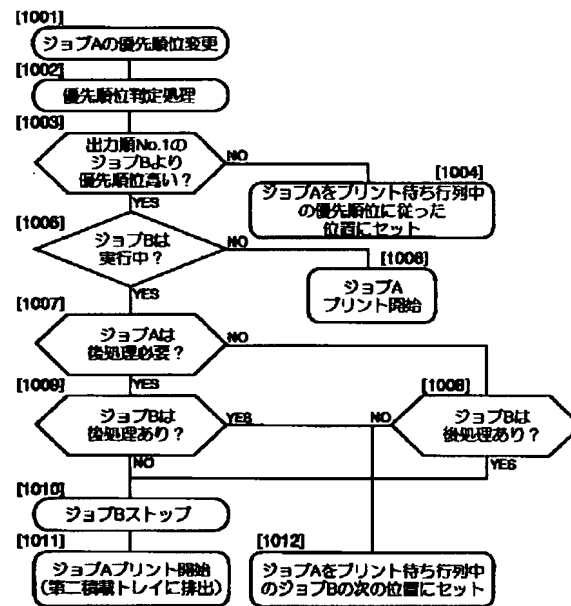 [1001]
ジョブAの優先順位変更
[1002]
優先順位判定処理
[1003]
出力順No.1の
ジョブBより
優先順位高い？
NO
YES
[1004]
ジョブAをプリント待ち行列中
の優先順位に従った
位置にセット
[1005]
ジョブBは
実行中？
NO
YES
[1006]
ジョブA
プリント開始
[1007]
ジョブAは
後処理必要？
NO
YES
[1009]
ジョブBは
後処理あり？
YES
NO
[1008]
ジョブBは
後処理あり？
NO
YES
[1010]
ジョブBストップ
[1011]
ジョブAプリント開始
(第二積載トレイに排出)
[1012]
ジョブAをプリント待ち行列中
のジョブBの次の位置にセット